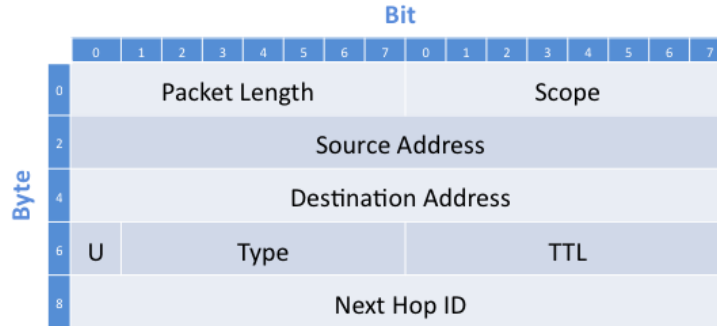 Bit
0 1 2 3 4 5 6 7 0 1 2 3 4 5 6 7
Byte
0 Packet Length Scope
2 Source Address
4 Destination Address
6 U Type TTL
8 Next Hop ID